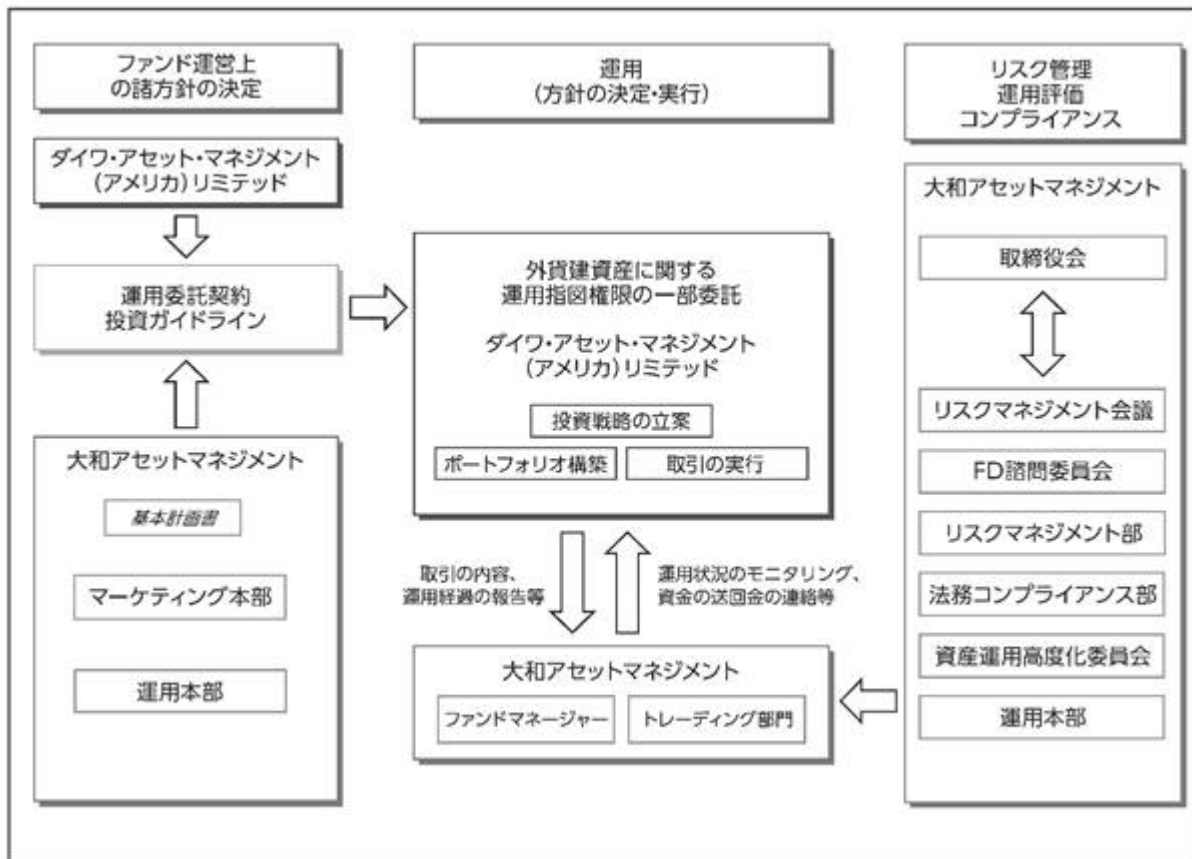 ファンド運営上
の諸方針の決定
ダイワ・アセット・マネジメント
(アメリカ)リミテッド
運用委託契約
投資ガイドライン
大和アセットマネジメント
基本計画書
マーケティング本部
運用本部
運用
(方針の決定・実行)
外貨建資産に関する
運用指図権限の一部委託
ダイワ・アセット・マネジメント
(アメリカ)リミテッド
投資戦略の立案
ポートフォリオ構築
取引の実行
取引の内容、
運用経過の報告等
運用状況のモニタリング、
資金の送回金の連絡等
大和アセットマネジメント
ファンドマネージャー
トレーディング部門
リスク管理
運用評価
コンプライアンス
大和アセットマネジメント
取締役会
リスクマネジメント会議
FD諮問委員会
リスクマネジメント部
法務コンプライアンス部
資産運用高度化委員会
運用本部